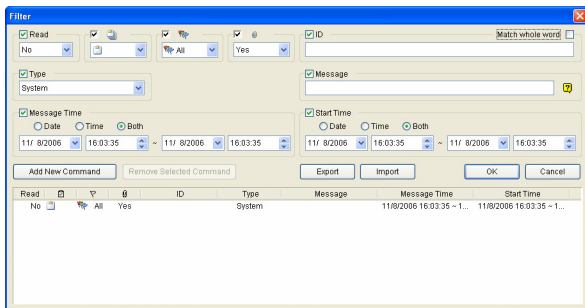 Filter
Read ID Match whole word
No All Yes
Type Message
System
Message Time Start Time
Date Time Both Date Time Both
11/ 8/2006 16:03:35 ~ 11/ 8/2006 16:03:35 11/ 8/2006 16:03:35 ~ 11/ 8/2006 16:03:35
Add New Command Remove Selected Command Export Import OK Cancel
Read ID Type Message Message Time Start Time
No All Yes System 11/8/2006 16:03:35 ~ 1... 11/8/2006 16:03:35 ~ 1...